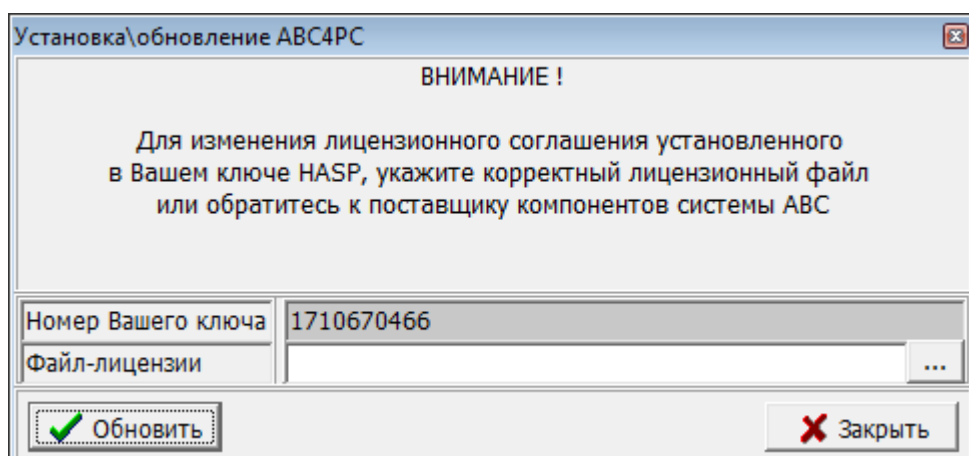 Установка\обновление ABC4PC
ВНИМАНИЕ !
Для изменения лицензионного соглашения установленного
в Вашем ключе HASP, укажите корректный лицензионный файл
или обратитесь к поставщику компонентов системы АВС
Номер Вашего ключа 1710670466
Файл-лицензии ...
Обновить Закрыть